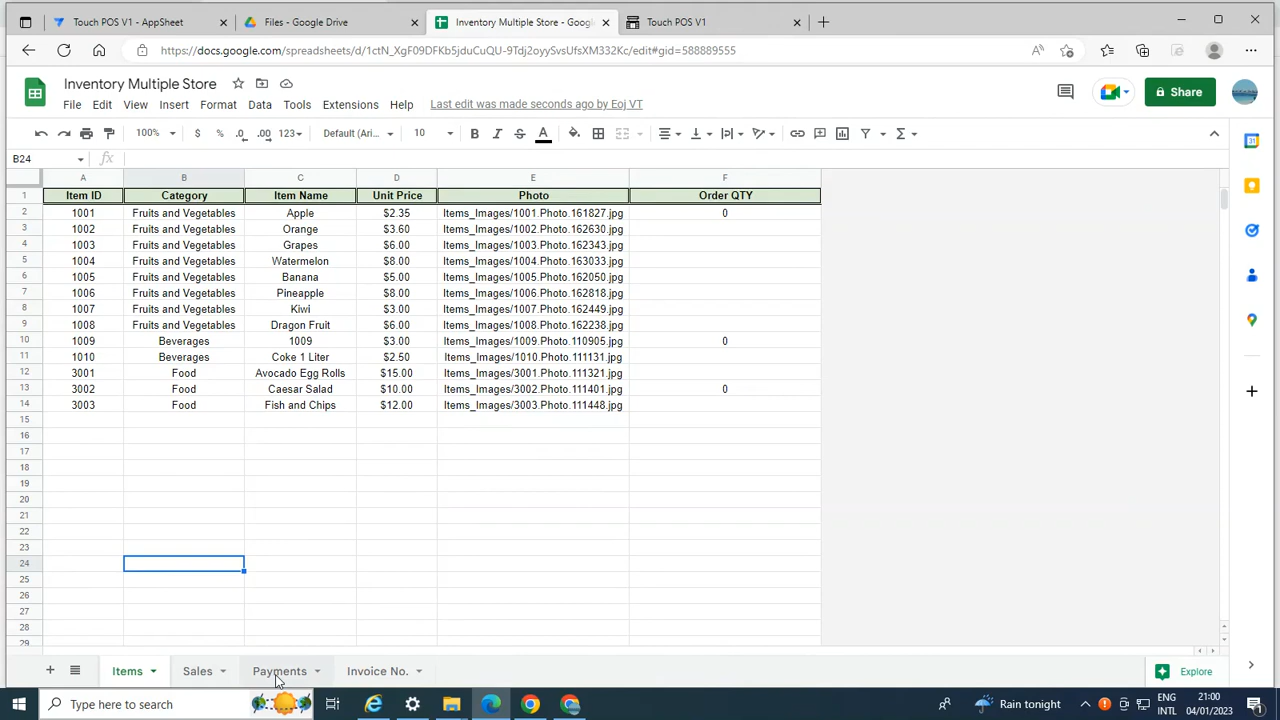 Touch POS V1 - AppSheet
Files - Google Drive
Inventory Multiple Store - Goog
Touch POS V1
https://docs.google.com/spreadsheets/d/1ctN_XgF09DFKb5jduCuQU-9Tdj2oyySvsUfsXM332Kc/edit#gid=588889555
Inventory Multiple Store
File Edit View Insert Format Data Tools Extensions Help Last edit was made seconds ago by Eoj VT
Share
100% $ % .0 .00 123 Default (Ari... 10 B I S A
B24 fx
A B C D E F
1 Item ID Category Item Name Unit Price Photo Order QTY
2 1001 Fruits and Vegetables Apple $2.35 Items_Images/1001.Photo.161827.jpg 0
3 1002 Fruits and Vegetables Orange $3.60 Items_Images/1002.Photo.162630.jpg
4 1003 Fruits and Vegetables Grapes $6.00 Items_Images/1003.Photo.162343.jpg
5 1004 Fruits and Vegetables Watermelon $8.00 Items_Images/1004.Photo.163033.jpg
6 1005 Fruits and Vegetables Banana $5.00 Items_Images/1005.Photo.162050.jpg
7 1006 Fruits and Vegetables Pineapple $8.00 Items_Images/1006.Photo.162818.jpg
8 1007 Fruits and Vegetables Kiwi $3.00 Items_Images/1007.Photo.162449.jpg
9 1008 Fruits and Vegetables Dragon Fruit $6.00 Items_Images/1008.Photo.162238.jpg
10 1009 Beverages 1009 $3.00 Items_Images/1009.Photo.110905.jpg 0
11 1010 Beverages Coke 1 Liter $2.50 Items_Images/1010.Photo.111131.jpg
12 3001 Food Avocado Egg Rolls $15.00 Items_Images/3001.Photo.111321.jpg
13 3002 Food Caesar Salad $10.00 Items_Images/3002.Photo.111401.jpg 0
14 3003 Food Fish and Chips $12.00 Items_Images/3003.Photo.111448.jpg
15
16
17
18
19
20
21
22
23
24
25
26
27
28
29
Items Sales Payments Invoice No. Explore
Type here to search
Rain tonight
ENG
INTL
21:00
04/01/2023